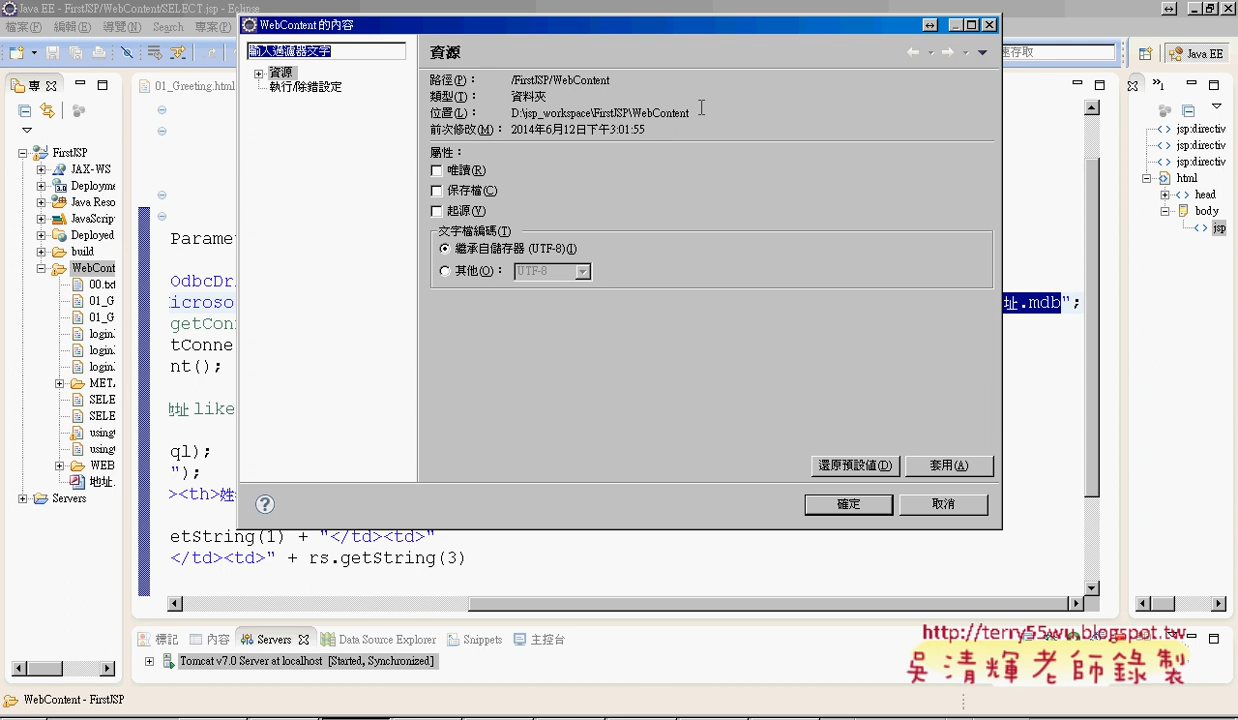 Java EE - FirstJSP/WebContent/SELECT.jsp - Eclipse
檔案(F) 編輯(E) 導覽(N) Search 專案(P)
WebContent 的內容
輸入過濾器文字
資源
執行/除錯設定
資源
路徑(P)： /FirstJSP/WebContent
類型(T)： 資料夾
位置(L)： D:\jsp_workspace\FirstJSP\WebContent
前次修改(M)： 2014年6月12日下午3:01:55
屬性：
唯讀(R)
保存檔(C)
起源(V)
文字檔編碼(T)
繼承自儲存器 (UTF-8)(I)
其他(O)： UTF-8
還原預設值(D) 套用(A)
? 確定 取消
速存取
Java EE
專
01_Greeting.html
»1
FirstJSP
JAX-WS
Deployme
Java Reso
JavaScrip
Deployed
build
WebCont
00.txt
01_G
01_G
login
login
login
META
SELE
SELE
using
using
WEB
地址.
Servers
Parame
OdbcDr
icroso
getCon
tConne
nt();
地址 like
ql);
");
><th>姓
etString(1) + "</td><td>"
</td><td>" + rs.getString(3)
址.mdb";
jsp:directiv
jsp:directiv
jsp:directiv
html
head
body
jsp
標記 內容 Servers Data Source Explorer Snippets 主控台
Tomcat v7.0 Server at localhost [Started, Synchronized]
http://terry55wu.blogspot.tw
吳清輝老師錄製
WebContent - FirstJSP